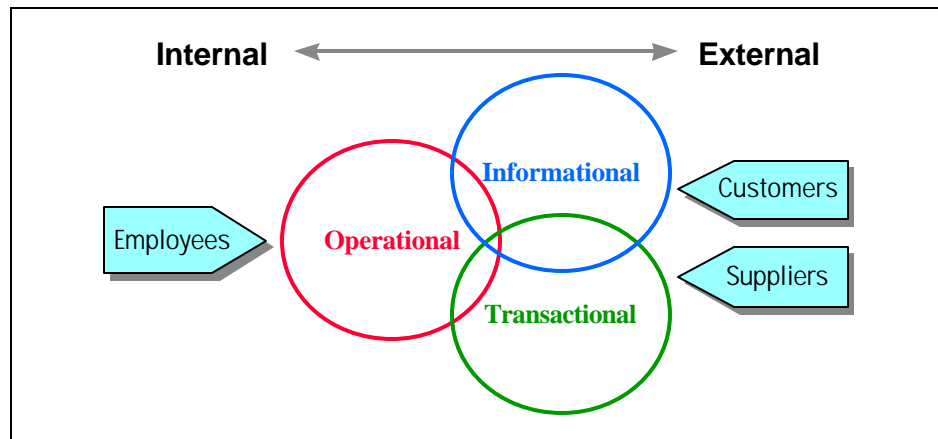 Internal
External
Informational
Customers
Employees
Operational
Suppliers
Transactional